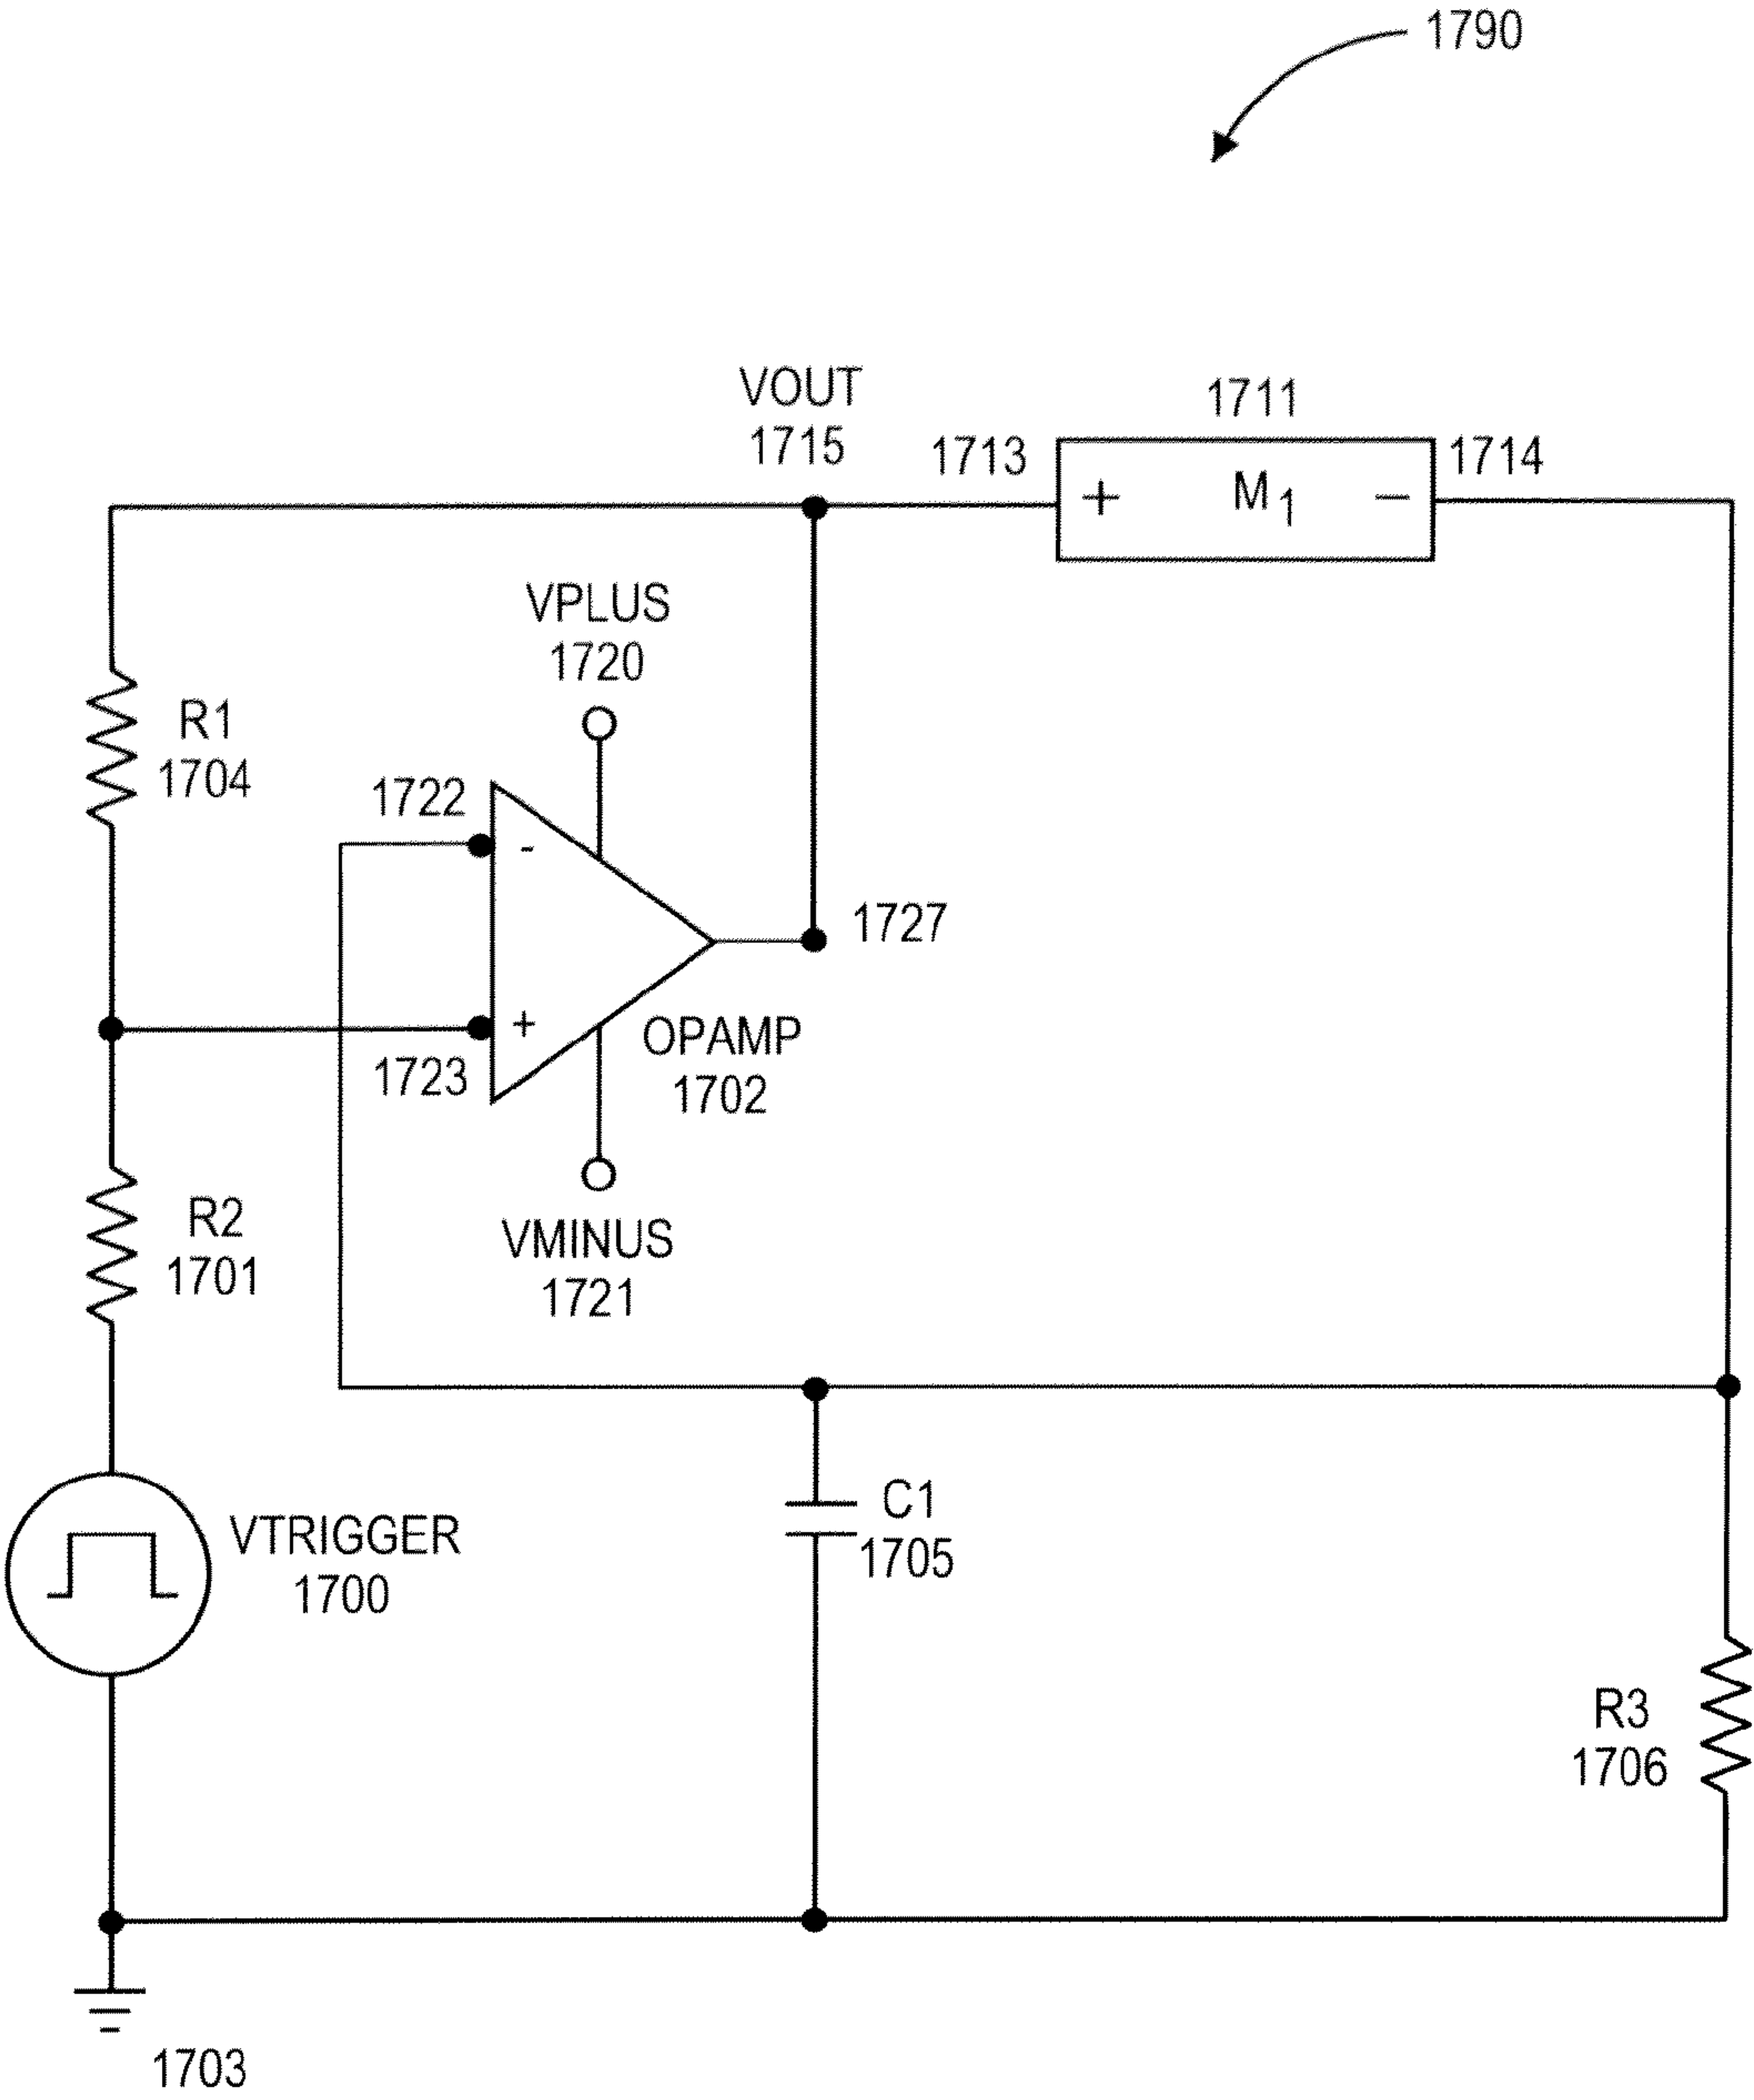 1790
VOUT
1715
1713
1711
1714
+ M1 −
VPLUS
1720
R1
1704
1722
-
1727
+
1723
OPAMP
1702
R2
1701
VMINUS
1721
C1
1705
VTRIGGER
1700
R3
1706
1703